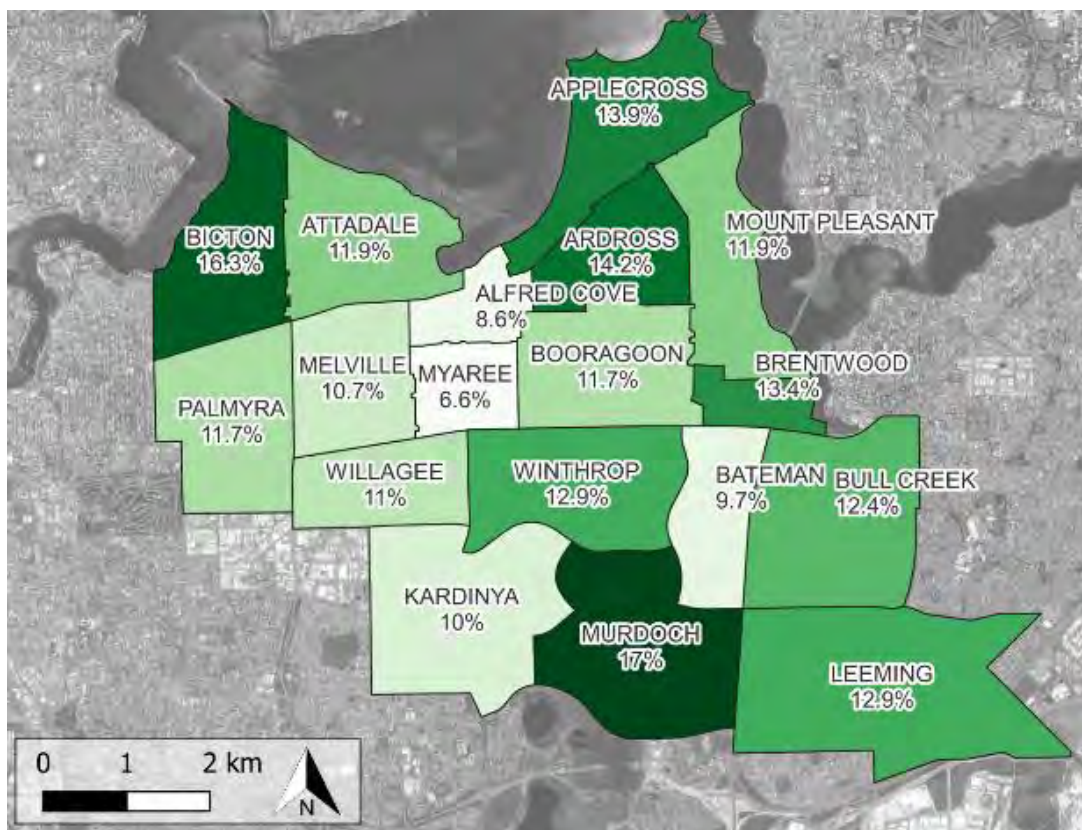 APPLECROSS
13.9%
BICTON
16.3%
ATTADALE
11.9%
ARDROSS
14.2%
MOUNT PLEASANT
11.9%
ALFRED COVE
8.6%
MELVILLE
10.7%
MYAREE
6.6%
BOORAGOON
11.7%
BRENTWOOD
13.4%
PALMYRA
11.7%
WILLAGEE
11%
WINTHROP
12.9%
BATEMAN
9.7%
BULL CREEK
12.4%
KARDINYA
10%
MURDOCH
17%
LEEMING
12.9%
0 1 2 km
N